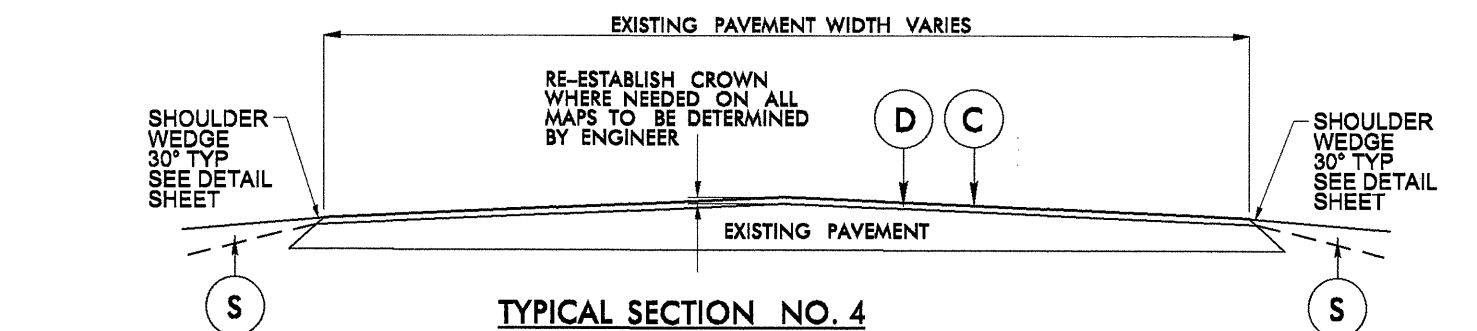 EXISTING PAVEMENT WIDTH VARIES
RE-ESTABLISH CROWN
WHERE NEEDED ON ALL
MAPS TO BE DETERMINED
BY ENGINEER
D
C
SHOULDER
WEDGE
30° TYP
SEE DETAIL
SHEET
SHOULDER
WEDGE
30° TYP
SEE DETAIL
SHEET
EXISTING PAVEMENT
S
S
TYPICAL SECTION NO. 4